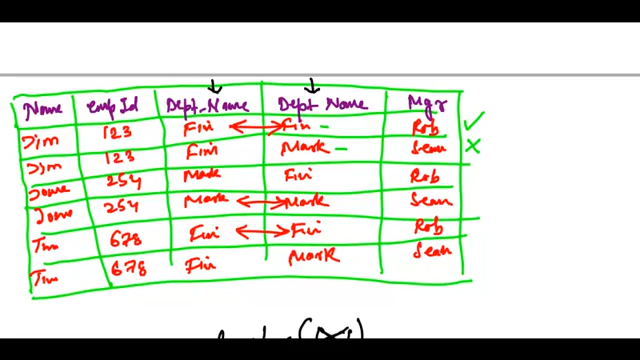 Name Emp Id Dept_Name Dept Name Mgr
Jim 123 Fin Fin Rob
Jim 123 Fin Mark Sean
Jane 254 Mark Fin Rob
Jane 254 Mark Mark Sean
Tim 678 Fin Fin Rob
Tim 678 Fin Mark Sean